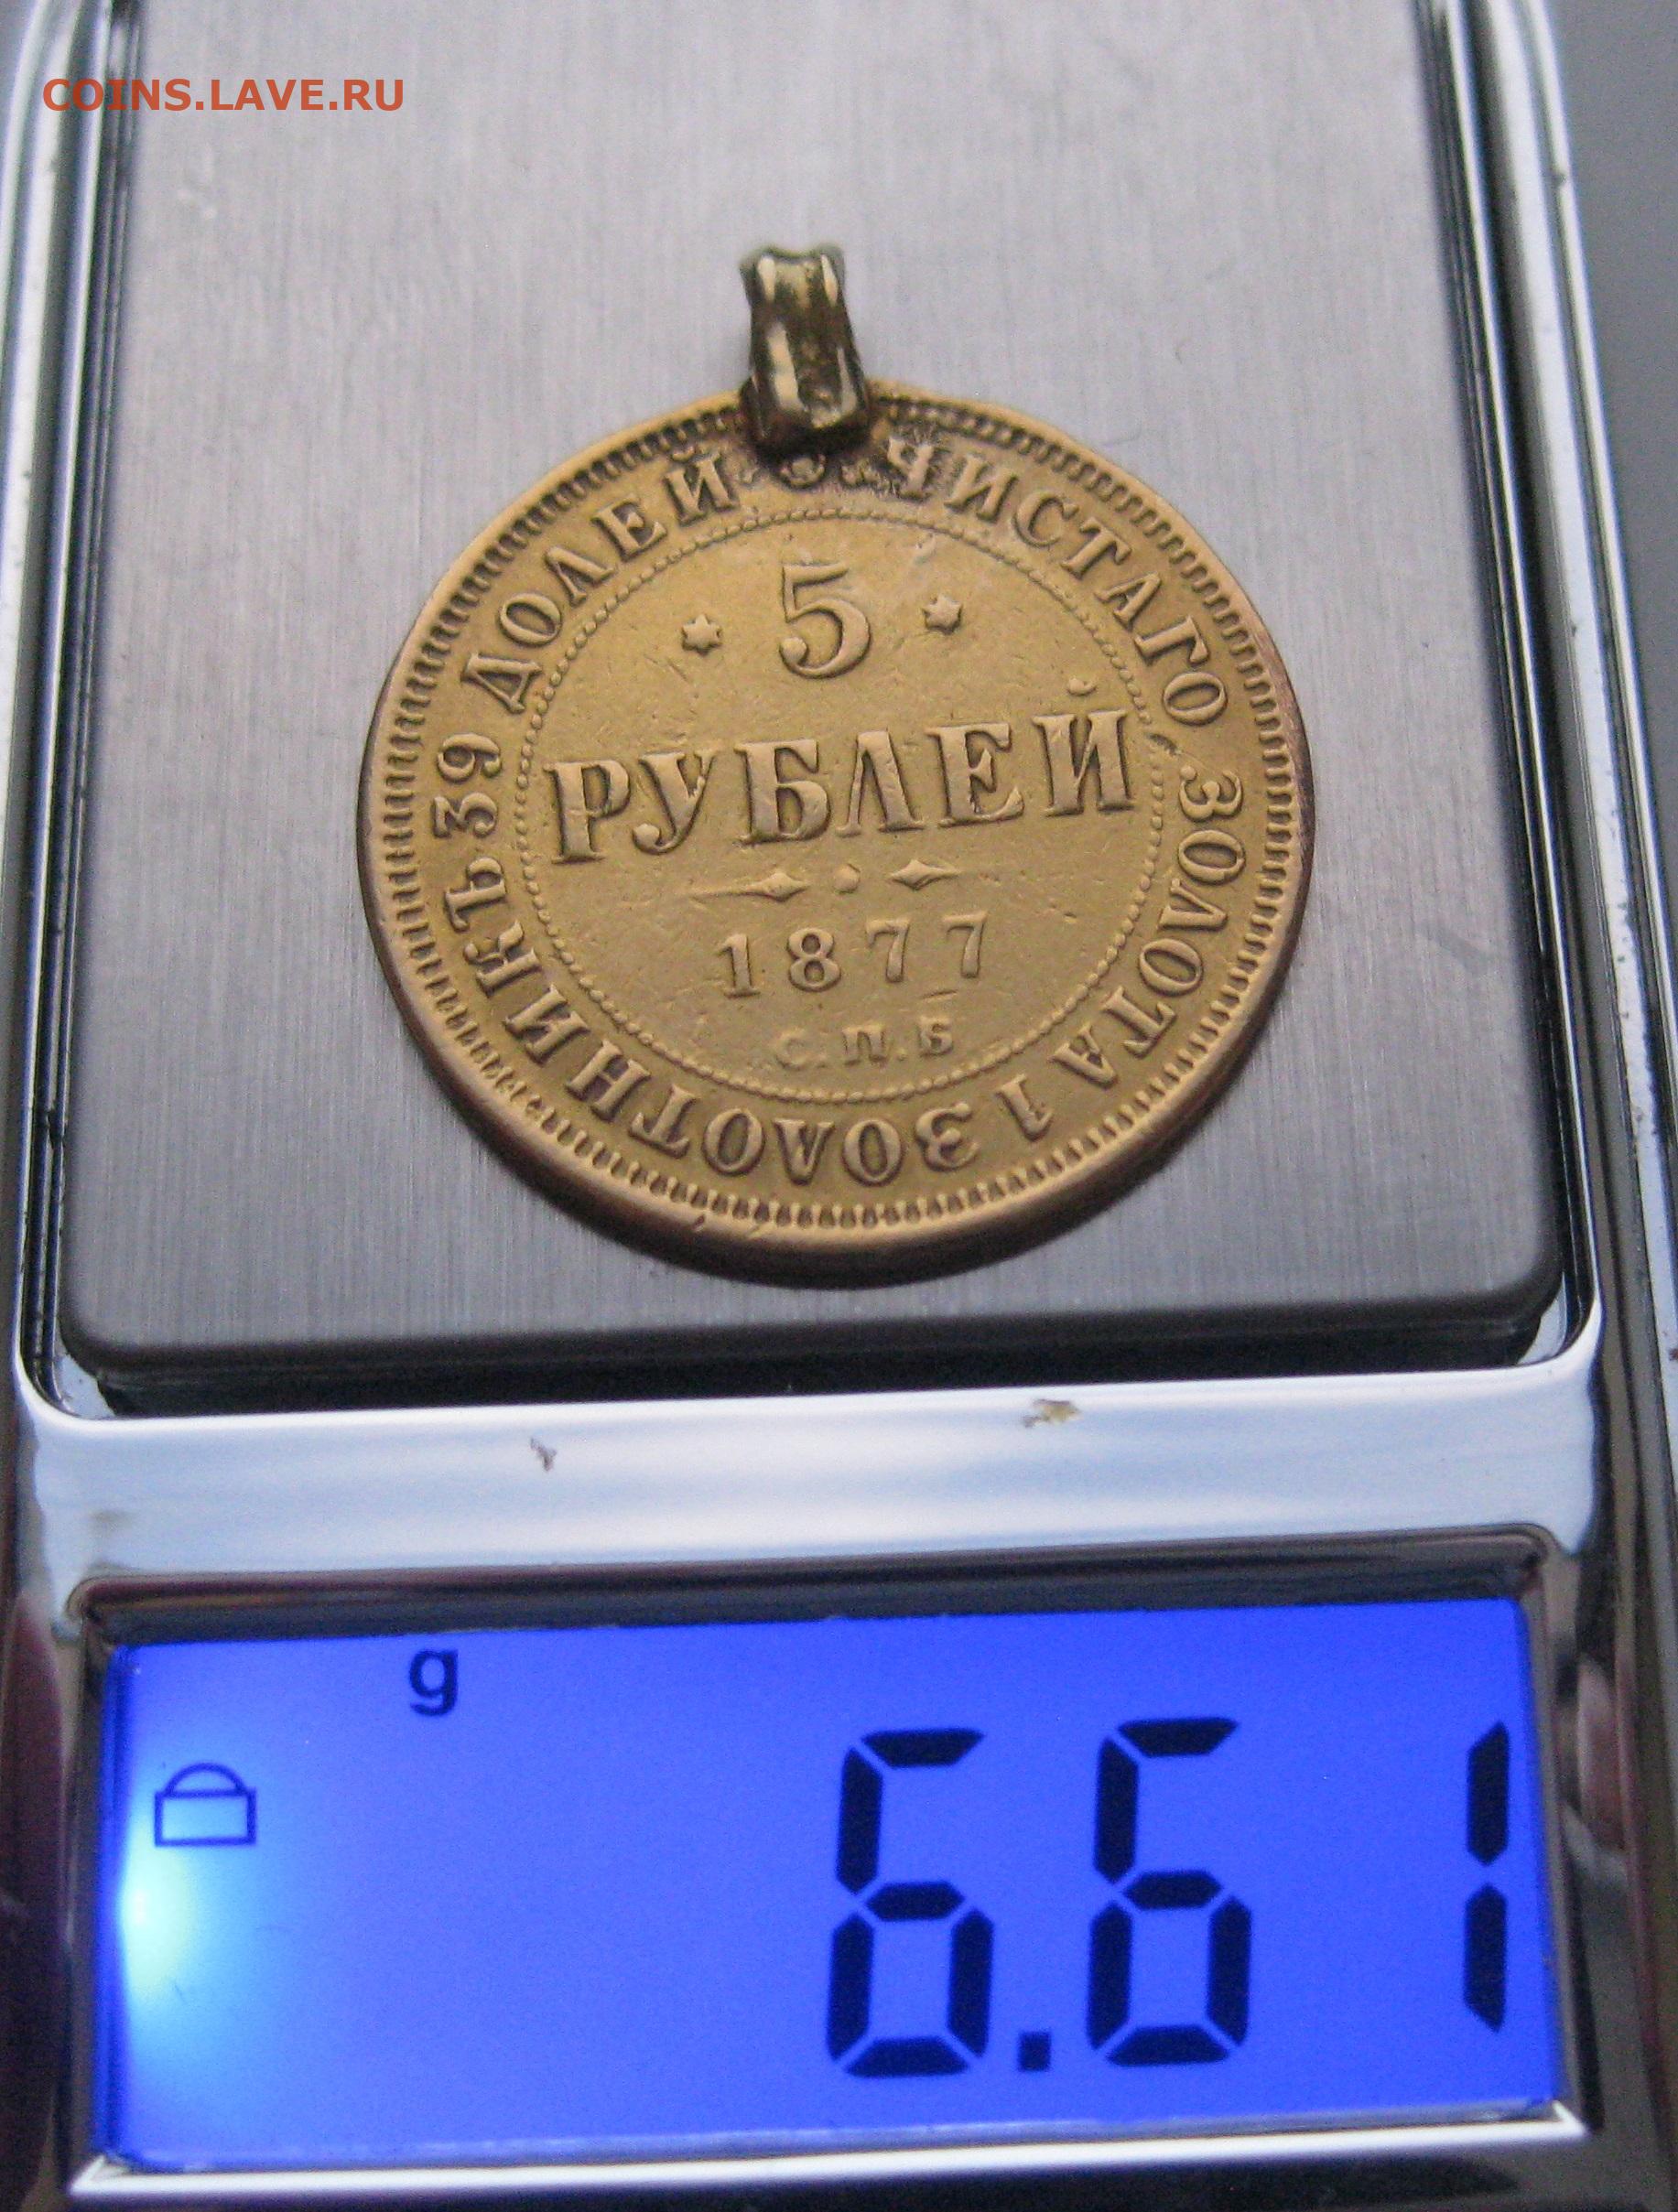 COINS.LAVE.RU
ЧИСТАГО ЗОЛОТА 1 ЗОЛОТНИКЪ 39 ДОЛЕЙ
5
РУБЛЕЙ
1877
С.П.Б
g
6.61